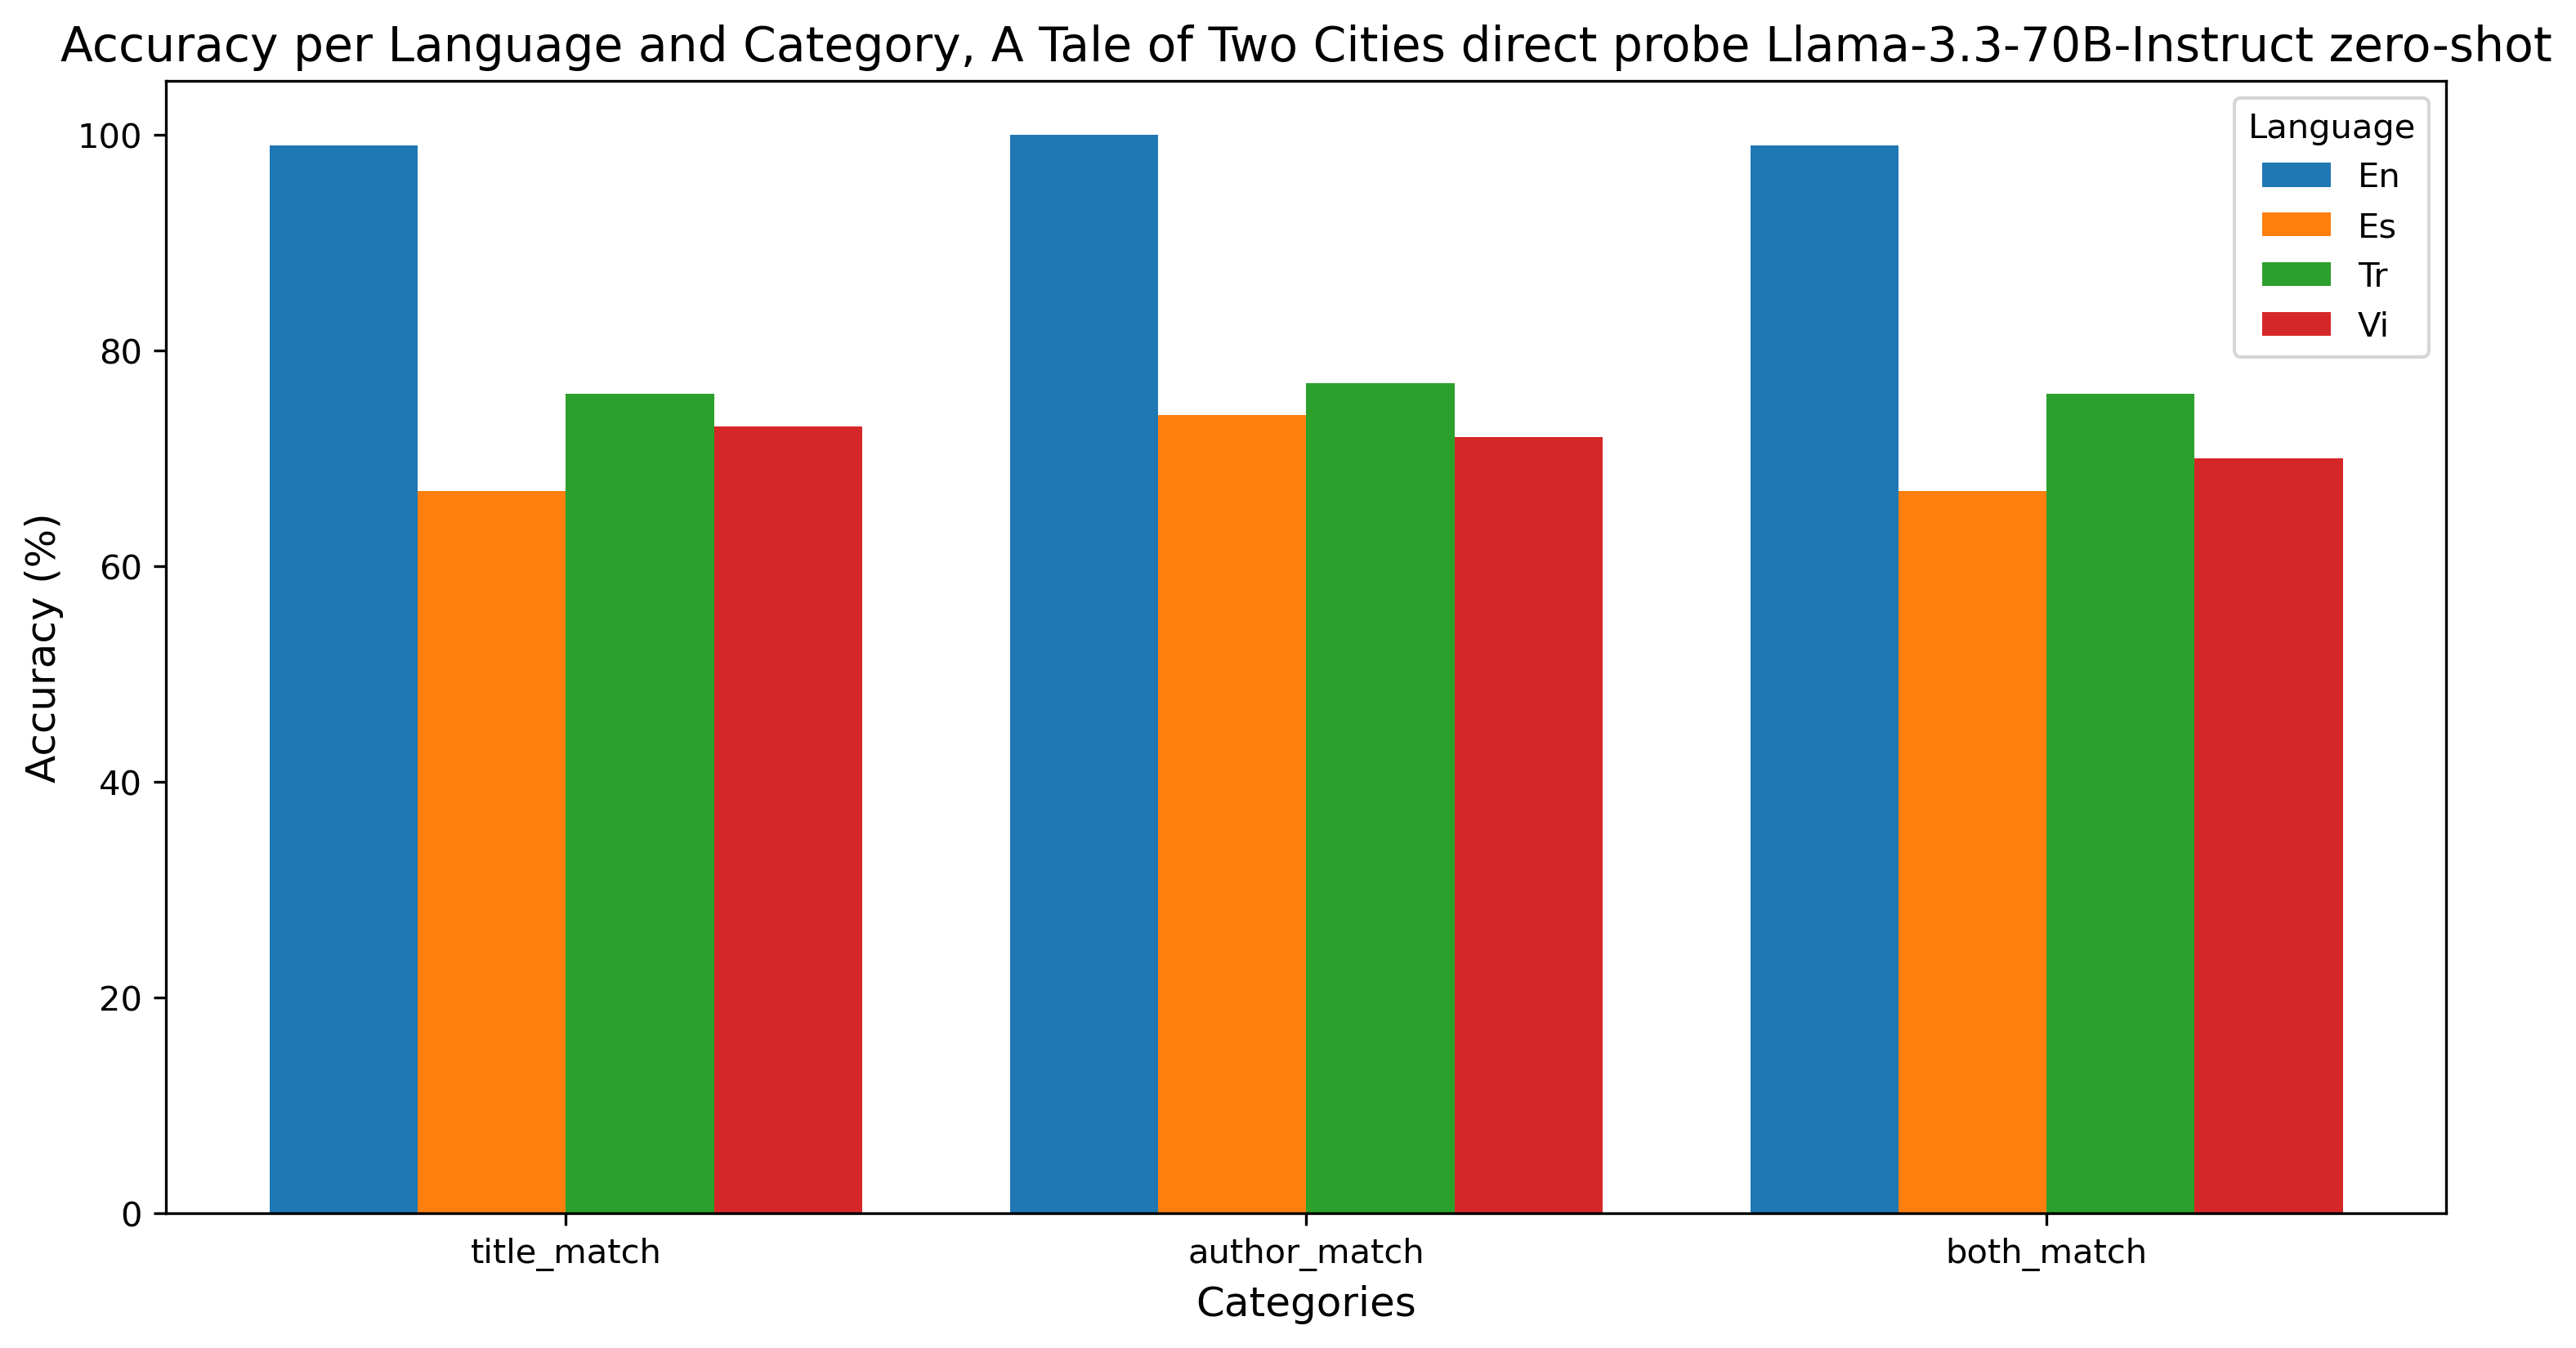 Accuracy per Language and Category, A Tale of Two Cities direct probe Llama-3.3-70B-Instruct zero-shot
Language
En
Es
Tr
Vi
Accuracy (%)
100
80
60
40
20
0
title_match
author_match
both_match
Categories